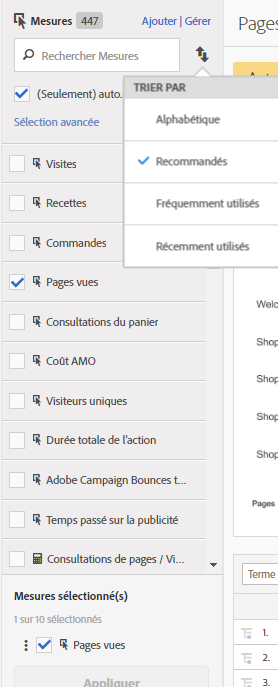 Mesures 447 Ajouter | Gérer
Pages
Rechercher Mesures
(Seulement) auto...
TRIER PAR
Sélection avancée
Alphabétique
Recommandés
Fréquemment utilisés
Récemment utilisés
Visites
Recettes
Commandes
Pages vues
Consultations du panier
Coût AMO
Visiteurs uniques
Durée totale de l'action
Adobe Campaign Bounces t...
Temps passé sur la publicité
Consultations de pages / Vi...
Welc
Shop
Shop
Shop
Shop
Pages
Mesures sélectionné(s)
1 sur 10 sélectionnés
Pages vues
Appliquer
Terme
1.
2.
3.